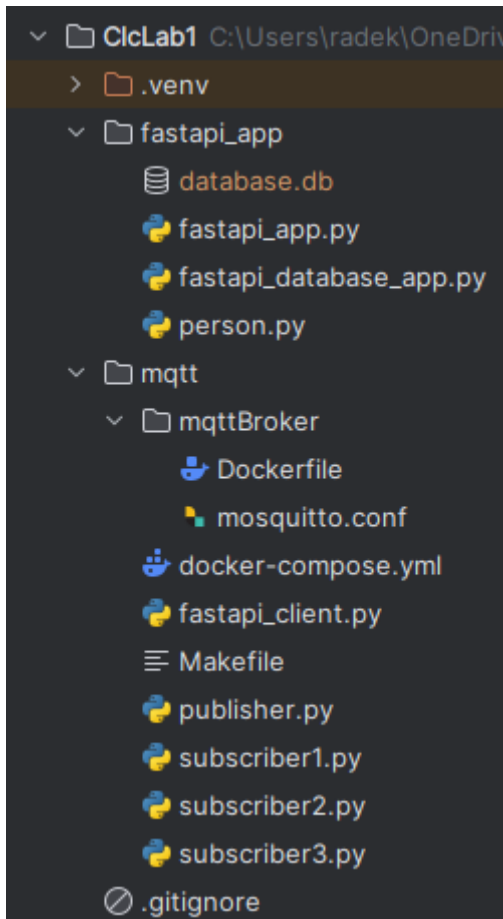 ClcLab1 C:\Users\radek\OneDriv
.venv
fastapi_app
database.db
fastapi_app.py
fastapi_database_app.py
person.py
mqtt
mqttBroker
Dockerfile
mosquitto.conf
docker-compose.yml
fastapi_client.py
Makefile
publisher.py
subscriber1.py
subscriber2.py
subscriber3.py
.gitignore